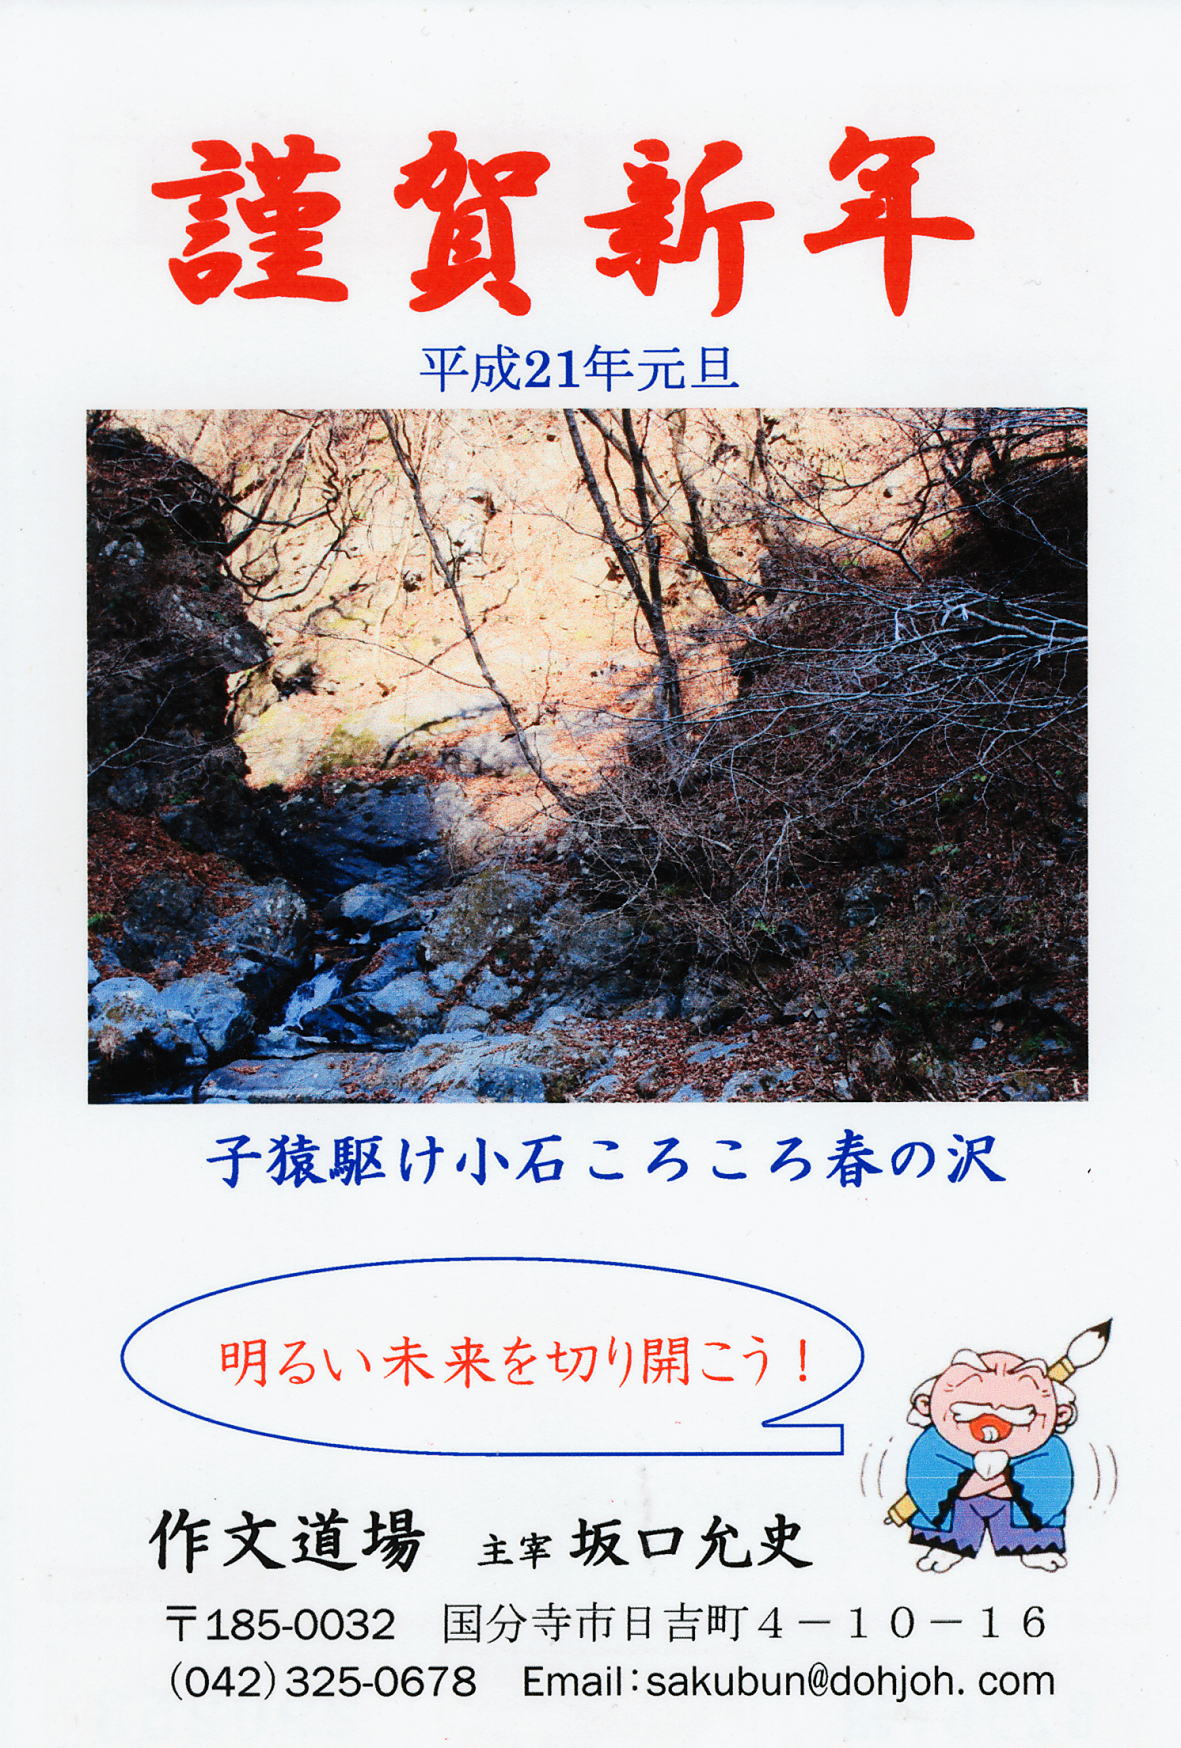 謹賀新年
平成21年元旦
子猿駆け小石ころころ春の沢
明るい未来を切り開こう！
作文道場　主宰 坂口允史
〒185-0032　国分寺市日吉町４－１０－１６
(042)325-0678　Email:sakubun@dohjoh. com